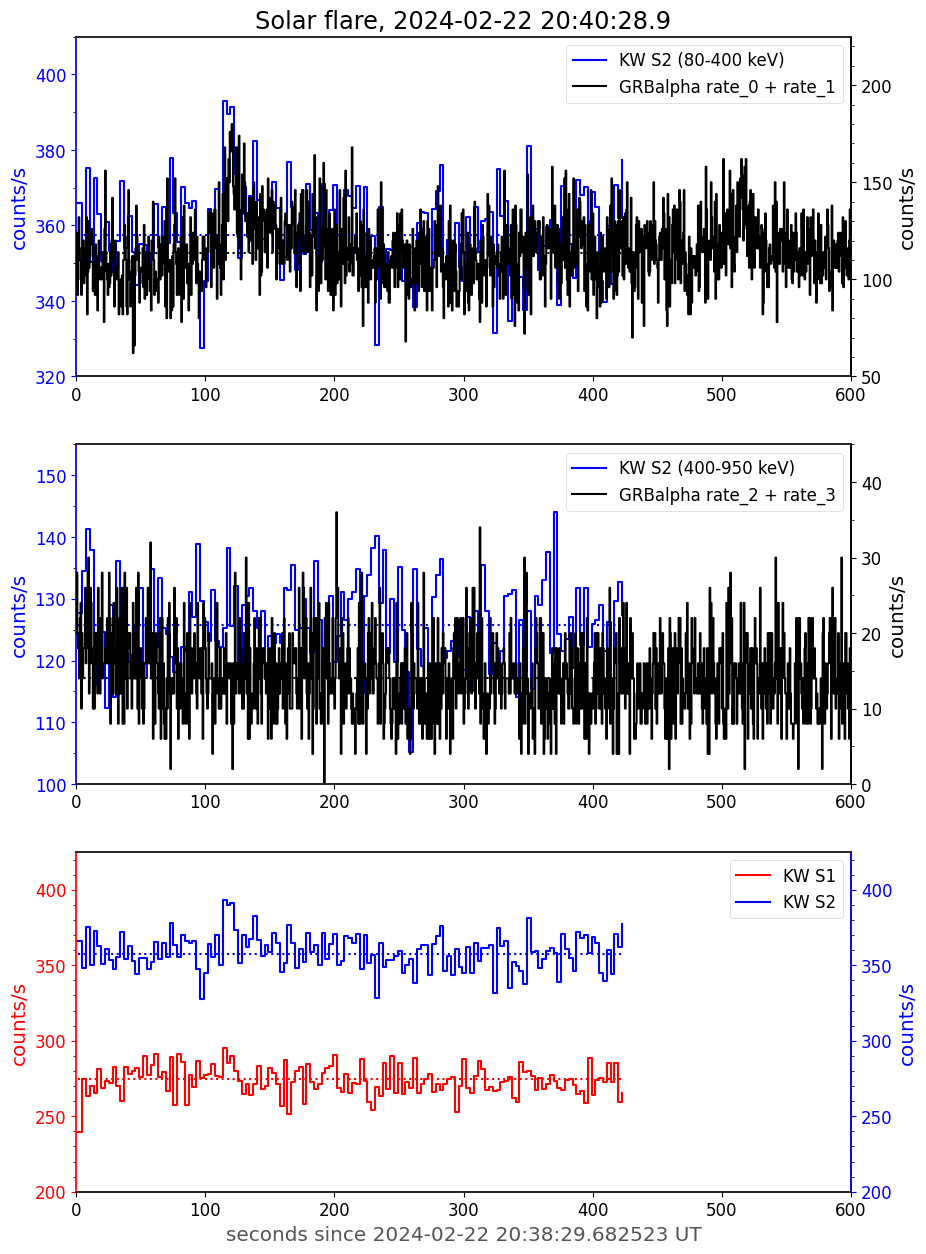 Solar flare, 2024-02-22 20:40:28.9
KW S2 (80-400 keV)
GRBalpha rate_0 + rate_1
400
380
360
340
320
counts/s
200
150
100
50
counts/s
0 100 200 300 400 500 600
KW S2 (400-950 keV)
GRBalpha rate_2 + rate_3
150
140
130
120
110
100
counts/s
40
30
20
10
0
counts/s
0 100 200 300 400 500 600
KW S1
KW S2
400
350
300
250
200
counts/s
400
350
300
250
200
counts/s
0 100 200 300 400 500 600
seconds since 2024-02-22 20:38:29.682523 UT